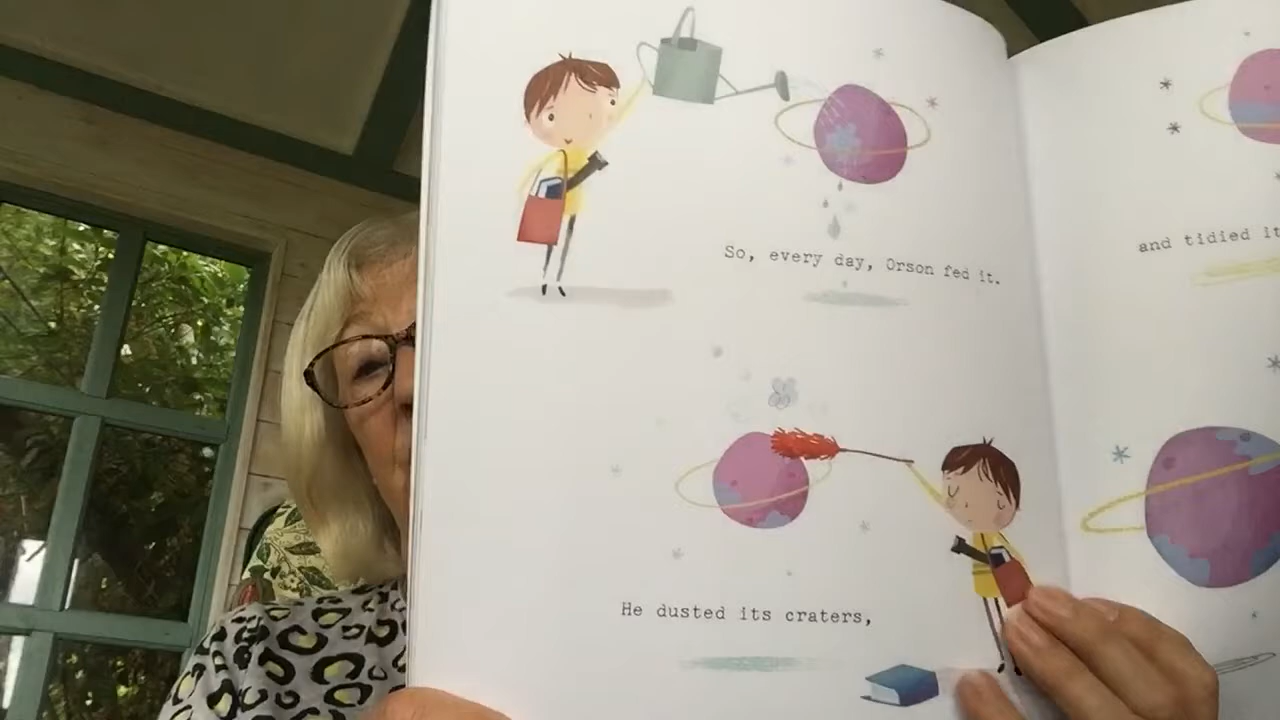 So, every day, Orson fed it.
He dusted its craters,
and tidied it